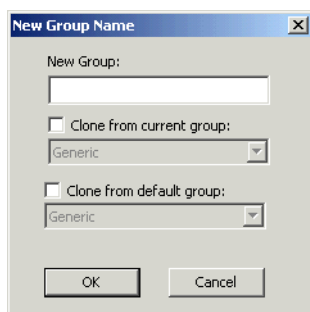 New Group Name
New Group:
Clone from current group:
Generic
Clone from default group:
Generic
OK
Cancel